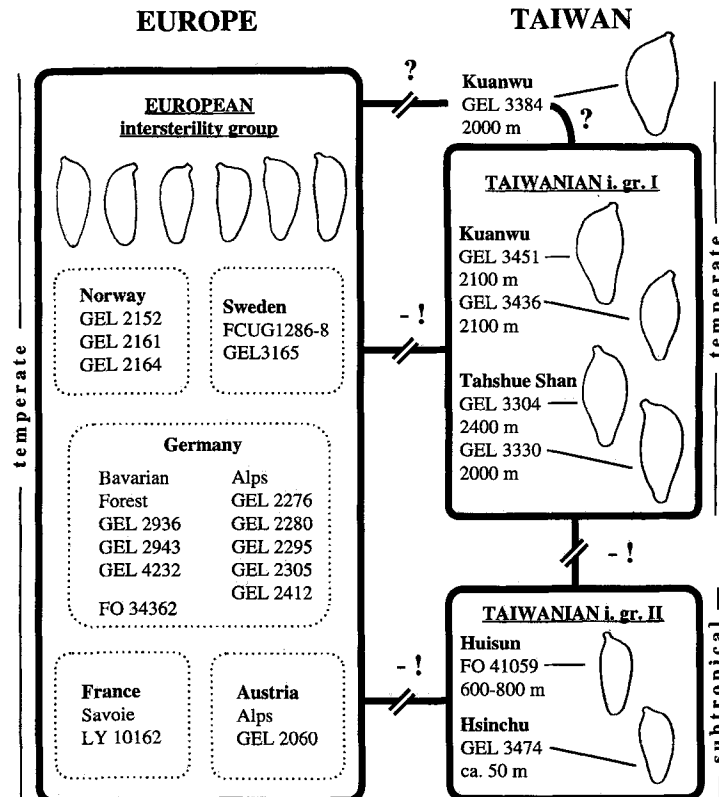 EUROPE
TAIWAN
temperate
EUROPEAN
intersterility group
Norway
GEL 2152
GEL 2161
GEL 2164
Sweden
FCUG1286-8
GEL3165
Germany
Bavarian
Forest
GEL 2936
GEL 2943
GEL 4232
FO 34362
Alps
GEL 2276
GEL 2280
GEL 2295
GEL 2305
GEL 2412
France
Savoie
LY 10162
Austria
Alps
GEL 2060
?
- !
- !
Kuanwu
GEL 3384
2000 m
?
TAIWANIAN i. gr. I
Kuanwu
GEL 3451
2100 m
GEL 3436
2100 m
Tahshue Shan
GEL 3304
2400 m
GEL 3330
2000 m
temperate
- !
TAIWANIAN i. gr. II
Huisun
FO 41059
600-800 m
Hsinchu
GEL 3474
ca. 50 m
subtropical